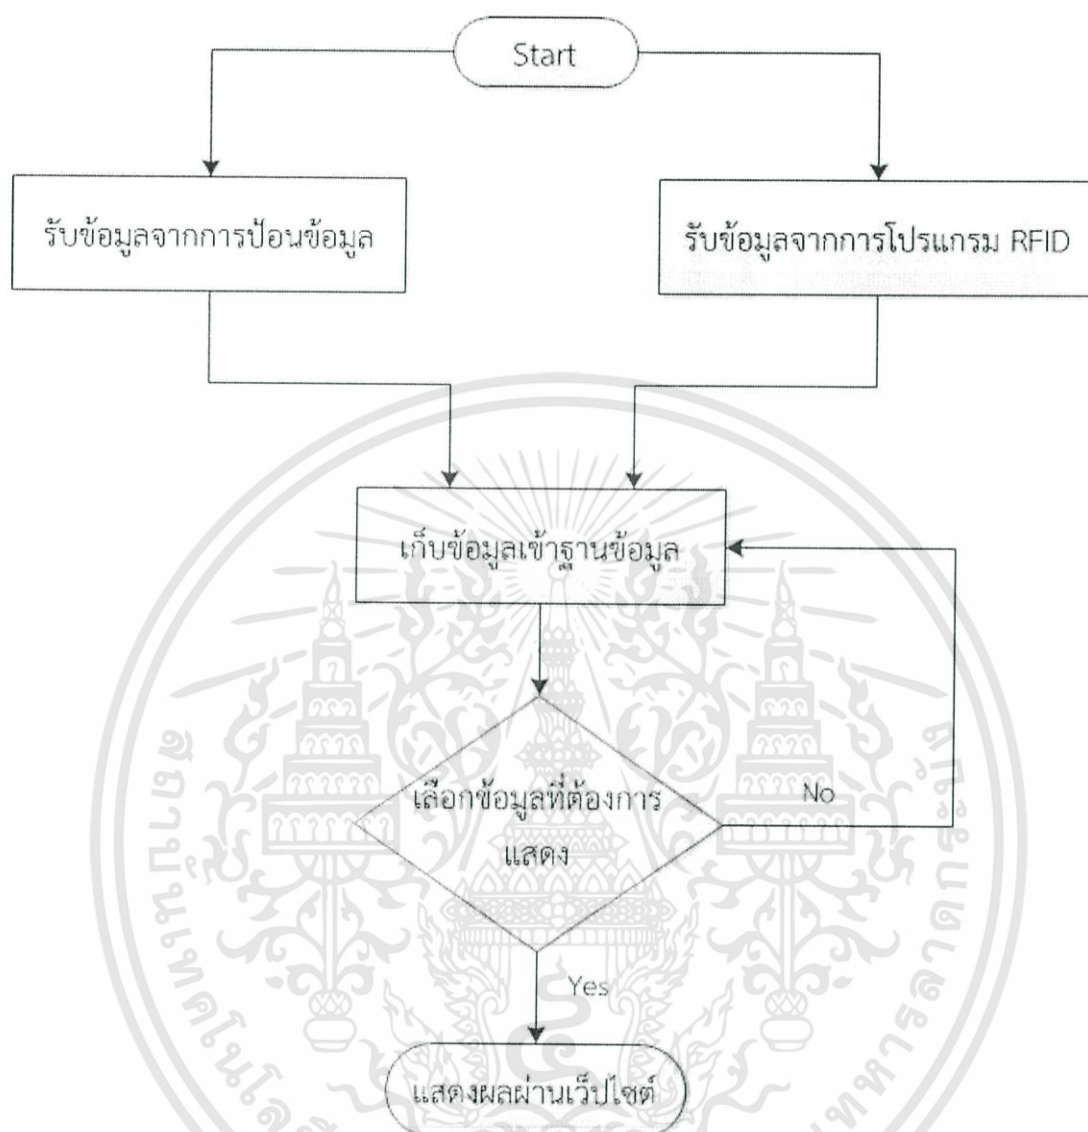 Start
รับข้อมูลจากการป้อนข้อมูล
รับข้อมูลจากการโปรแกรม RFID
เก็บข้อมูลเข้าฐานข้อมูล
เลือกข้อมูลที่ต้องการ
แสดง
No
Yes
แสดงผลผ่านเว็ปไซต์